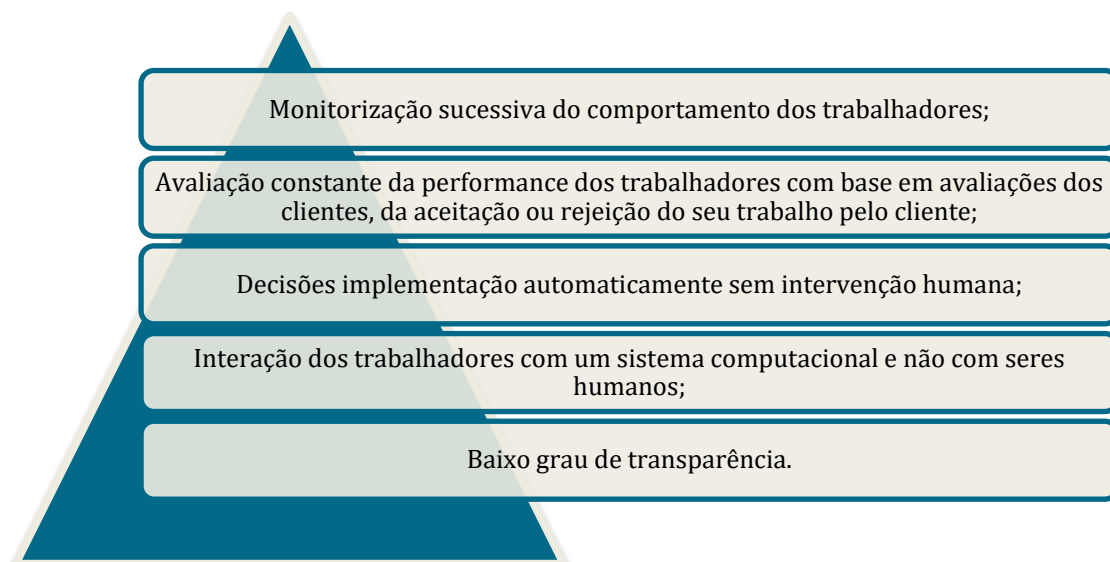 Monitorização sucessiva do comportamento dos trabalhadores;
Avaliação constante da performance dos trabalhadores com base em avaliações dos
clientes, da aceitação ou rejeição do seu trabalho pelo cliente;
Decisões implementação automaticamente sem intervenção humana;
Interação dos trabalhadores com um sistema computacional e não com seres
humanos;
Baixo grau de transparência.